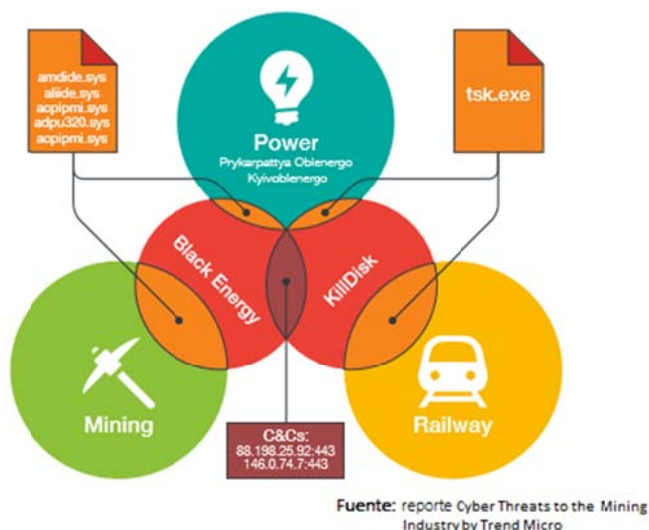 amdide.sys
aliide.sys
acpipmi.sys
adpu320.sys
acpipmi.sys
tsk.exe
Power
Prykarpattya Oblenergo
Kyivoblenergo
Black Energy
KillDisk
Mining
C&Cs:
88.198.25.92:443
146.0.74.7:443
Railway
Fuente: reporte Cyber Threats to the Mining
Industry by Trend Micro